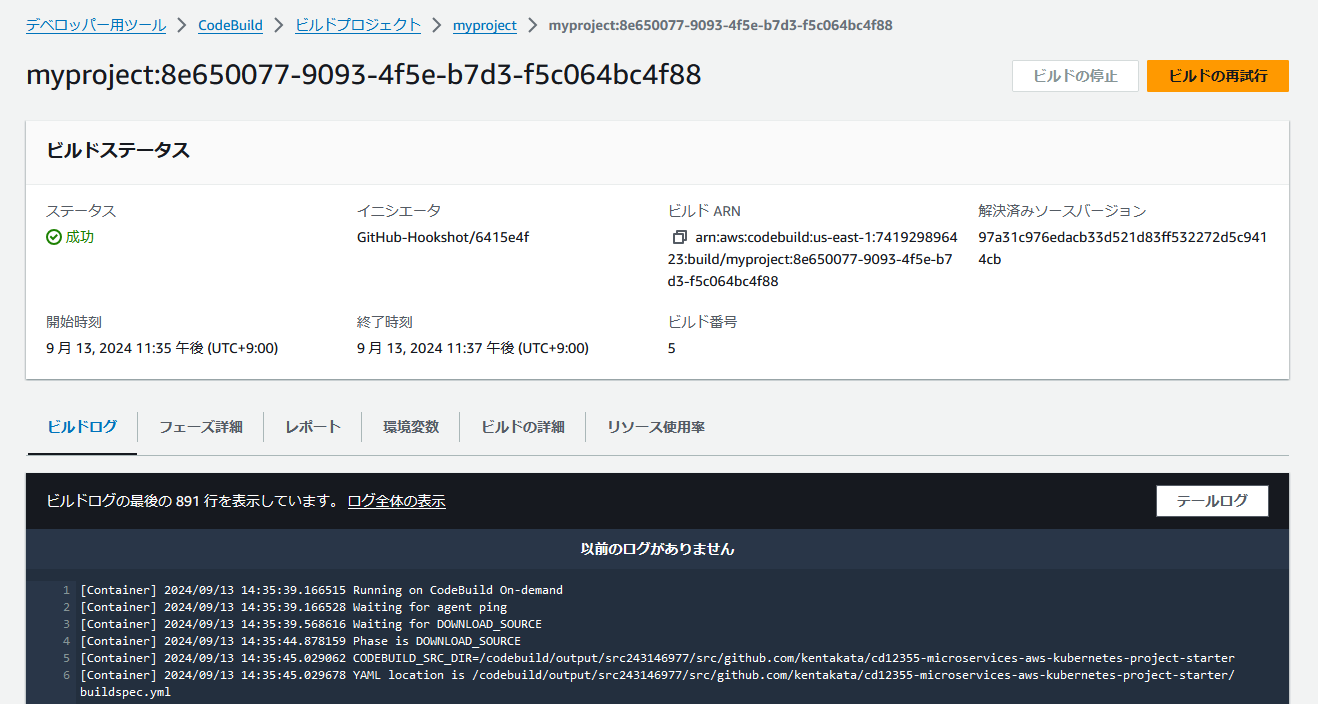 デベロッパー用ツール > CodeBuild > ビルドプロジェクト > myproject > myproject:8e650077-9093-4f5e-b7d3-f5c064bc4f88
myproject:8e650077-9093-4f5e-b7d3-f5c064bc4f88
ビルドの停止
ビルドの再試行
ビルドステータス
ステータス
成功
イニシエータ
GitHub-Hookshot/6415e4f
ビルド ARN
arn:aws:codebuild:us-east-1:7419298964
23:build/myproject:8e650077-9093-4f5e-b7
d3-f5c064bc4f88
解決済みソースバージョン
97a31c976edacb33d521d83ff532272d5c941
4cb
開始時刻
9 月 13, 2024 11:35 午後 (UTC+9:00)
終了時刻
9 月 13, 2024 11:37 午後 (UTC+9:00)
ビルド番号
5
ビルドログ
フェーズ詳細
レポート
環境変数
ビルドの詳細
リソース使用率
ビルドログの最後の 891 行を表示しています。 ログ全体の表示
テールログ
以前のログがありません
1 [Container] 2024/09/13 14:35:39.166515 Running on CodeBuild On-demand
2 [Container] 2024/09/13 14:35:39.166528 Waiting for agent ping
3 [Container] 2024/09/13 14:35:39.568616 Waiting for DOWNLOAD_SOURCE
4 [Container] 2024/09/13 14:35:44.878159 Phase is DOWNLOAD_SOURCE
5 [Container] 2024/09/13 14:35:45.029062 CODEBUILD_SRC_DIR=/codebuild/output/src243146977/src/github.com/kentakata/cd12355-microservices-aws-kubernetes-project-starter
6 [Container] 2024/09/13 14:35:45.029678 YAML location is /codebuild/output/src243146977/src/github.com/kentakata/cd12355-microservices-aws-kubernetes-project-starter/
buildspec.yml